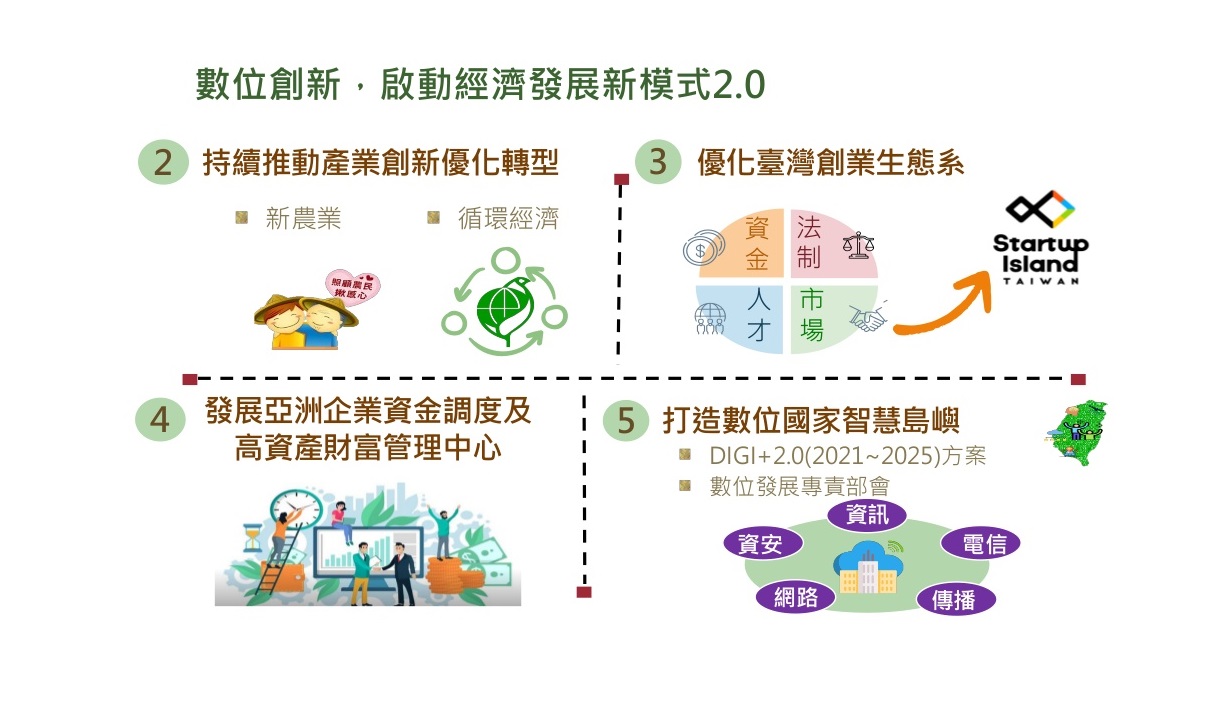 數位創新，啟動經濟發展新模式2.0
2 持續推動產業創新優化轉型
新農業
循環經濟
照顧農民
揪感心
3 優化臺灣創業生態系
資金
法制
人才
市場
$
Startup
Island
TAIWAN
4 發展亞洲企業資金調度及
高資產財富管理中心
5 打造數位國家智慧島嶼
DIGI+2.0(2021~2025)方案
數位發展專責部會
資訊
資安
電信
網路
傳播